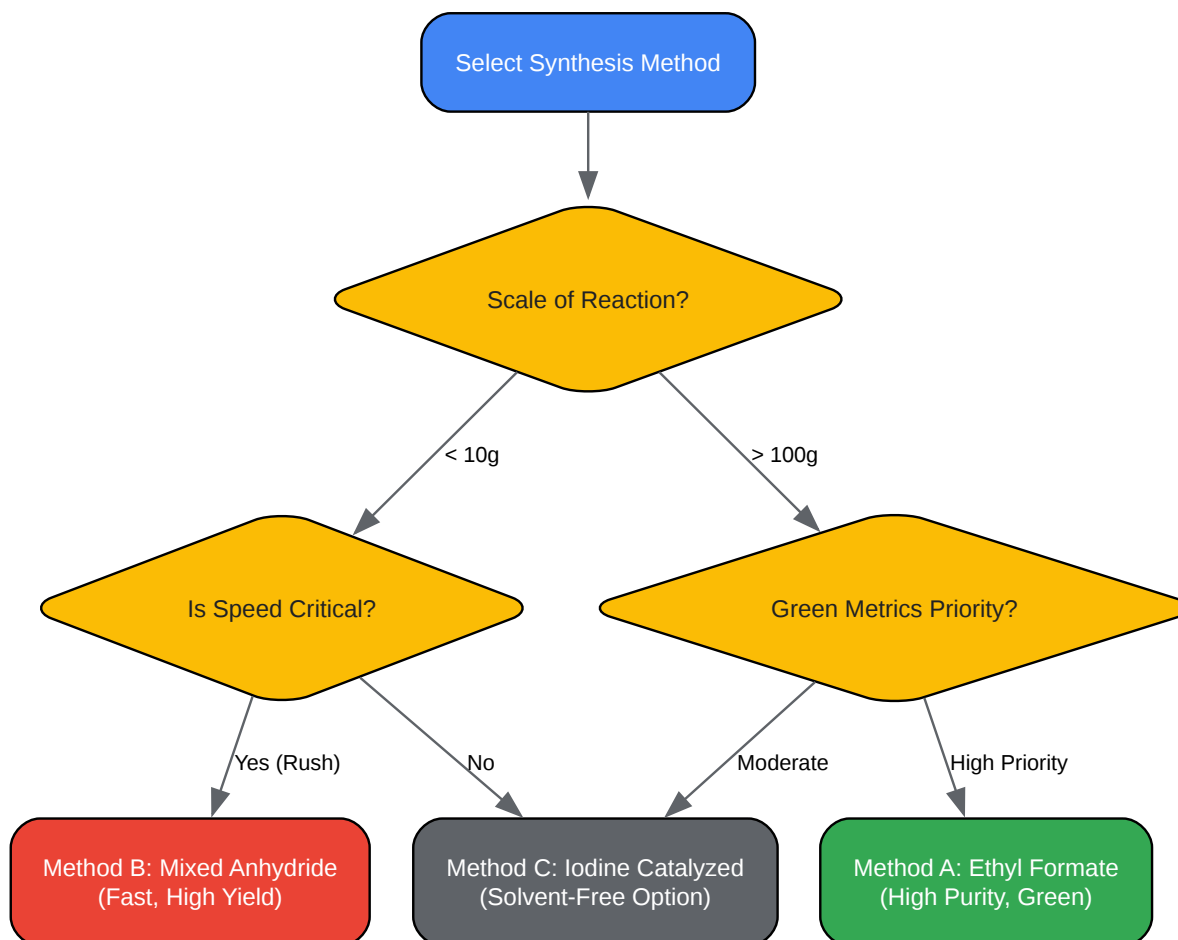 Select Synthesis Method
Scale of Reaction?
< 10g
> 100g
Is Speed Critical?
Green Metrics Priority?
Yes (Rush)
No
Moderate
High Priority
Method B: Mixed Anhydride
(Fast, High Yield)
Method C: Iodine Catalyzed
(Solvent-Free Option)
Method A: Ethyl Formate
(High Purity, Green)